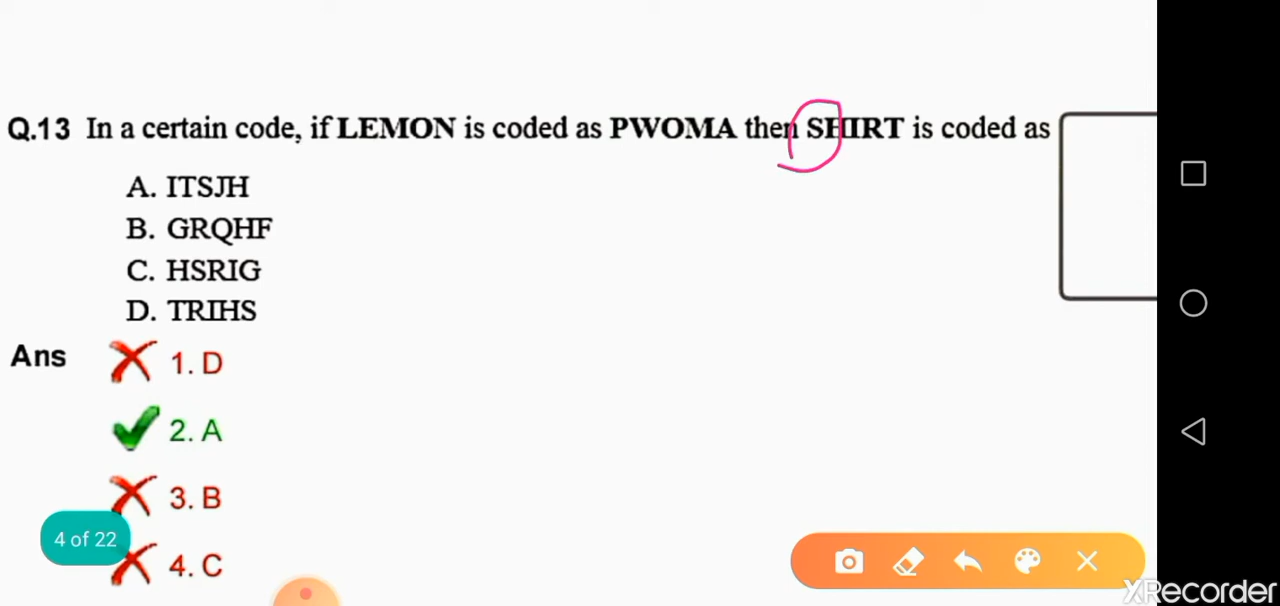 Q.13 In a certain code, if LEMON is coded as PWOMA then SHIRT is coded as
A. ITSJH
B. GRQHF
C. HSRIG
D. TRIHS
Ans
1. D
2. A
3. B
4. C
4 of 22
XRecorder